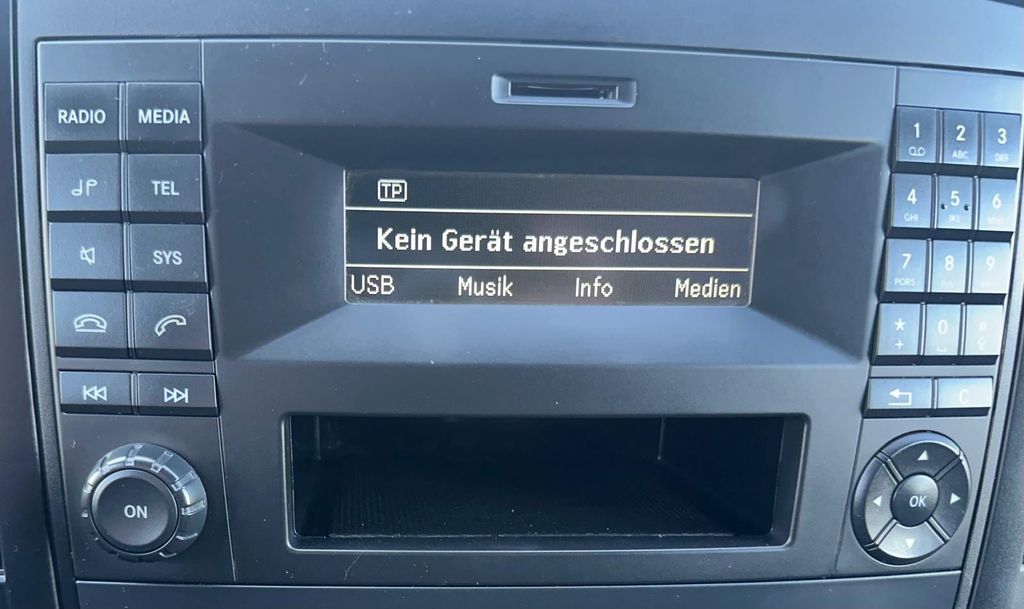 RADIO MEDIA
TEL
SYS
ON
TP
Kein Gerät angeschlossen
USB Musik Info Medien
1 2 3
ABC DEF
4 5 6
GHI JKL
7 8 9
PQRS
* 0
+
C
OK